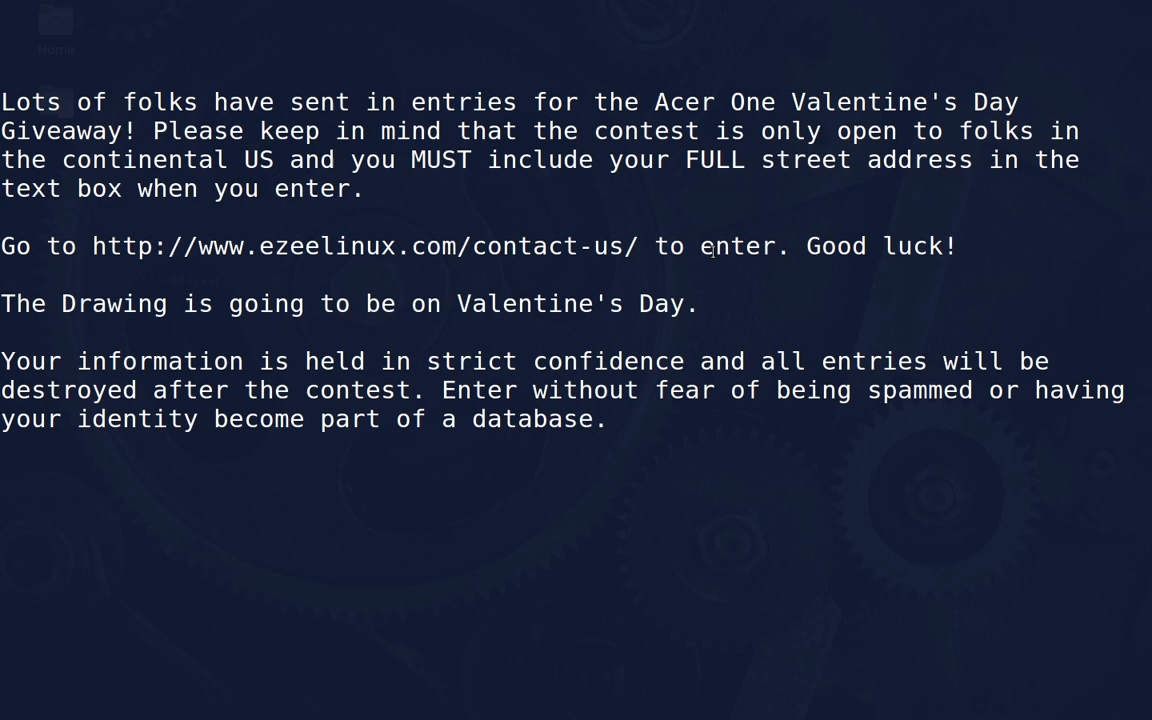 Home
Lots of folks have sent in entries for the Acer One Valentine's Day
Giveaway! Please keep in mind that the contest is only open to folks in
the continental US and you MUST include your FULL street address in the
text box when you enter.
Go to http://www.ezeelinux.com/contact-us/ to enter. Good luck!
The Drawing is going to be on Valentine's Day.
Your information is held in strict confidence and all entries will be
destroyed after the contest. Enter without fear of being spammed or having
your identity become part of a database.